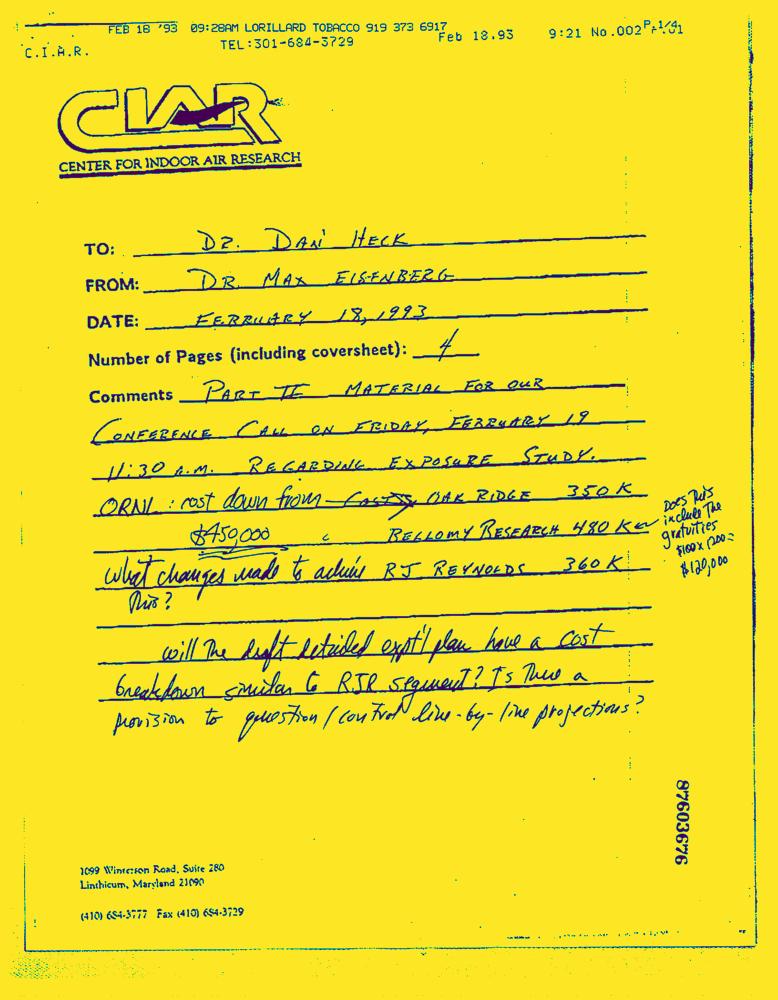 FEB 18 '93 09:28AM LORILLARD TOBACCO 919 373 6917 P.1/4
C.I.A.R. TEL:301-684-3729 Feb 18,93 9:21 No.002 P.01
CIAR
CENTER FOR INDOOR AIR RESEARCH
TO: DR. DAN HECK
FROM: DR. MAX EISENBERG
DATE: FEBRUARY 18, 1993
Number of Pages (including coversheet): 4
Comments PART II MATERIAL FOR OUR
CONFERENCE CALL ON FRIDAY, FEBRUARY 19
11:30 A.M. REGARDING EXPOSURE STUDY.
ORNL: cost down from COSTS OAK RIDGE 350 K
$459,000 BELLOMY RESEARCH 480 K
what changes made to achieve RJ REYNOLDS 360 K
this?
Does this
include the
gratuities
$100 x 1200 =
$120,000
will the draft detailed expt'l plan have a cost
breakdown similar to RJR segment? Is there a
provision to question/control line-by-line projections?
87603676
1099 Winterson Road, Suite 280
Linthicum, Maryland 21090
(410) 684-3777 Fax (410) 684-3729